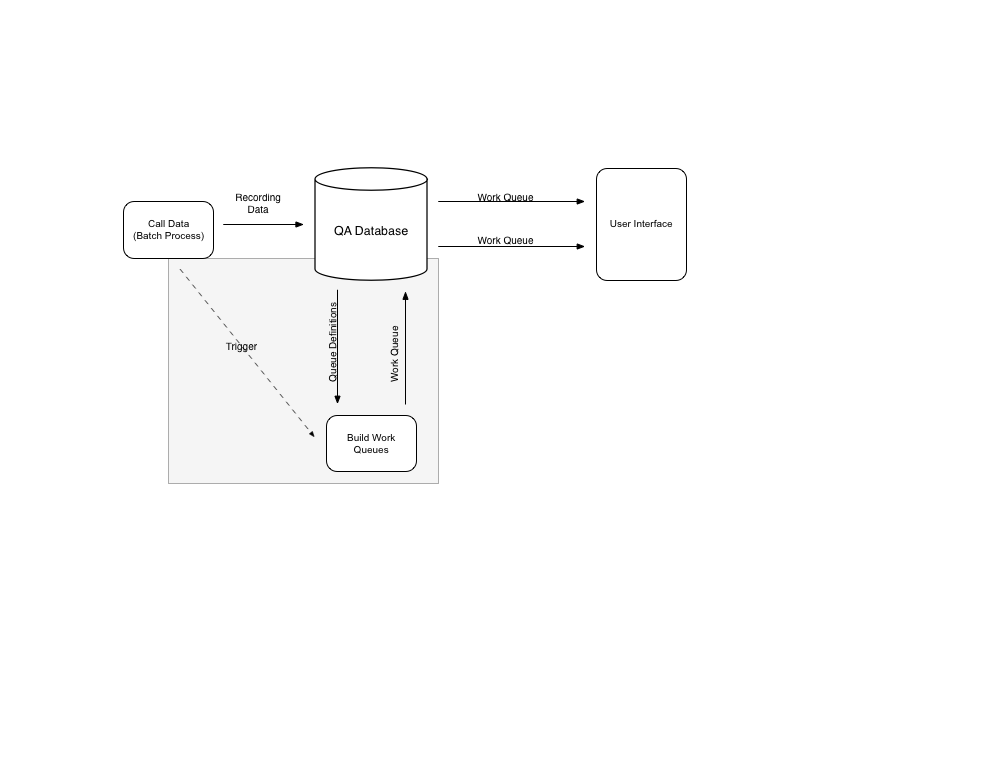 Recording
Data
Work Queue
Call Data
(Batch Process)
QA Database
User Interface
Work Queue
Queue Definitions
Work Queue
Trigger
Build Work
Queues